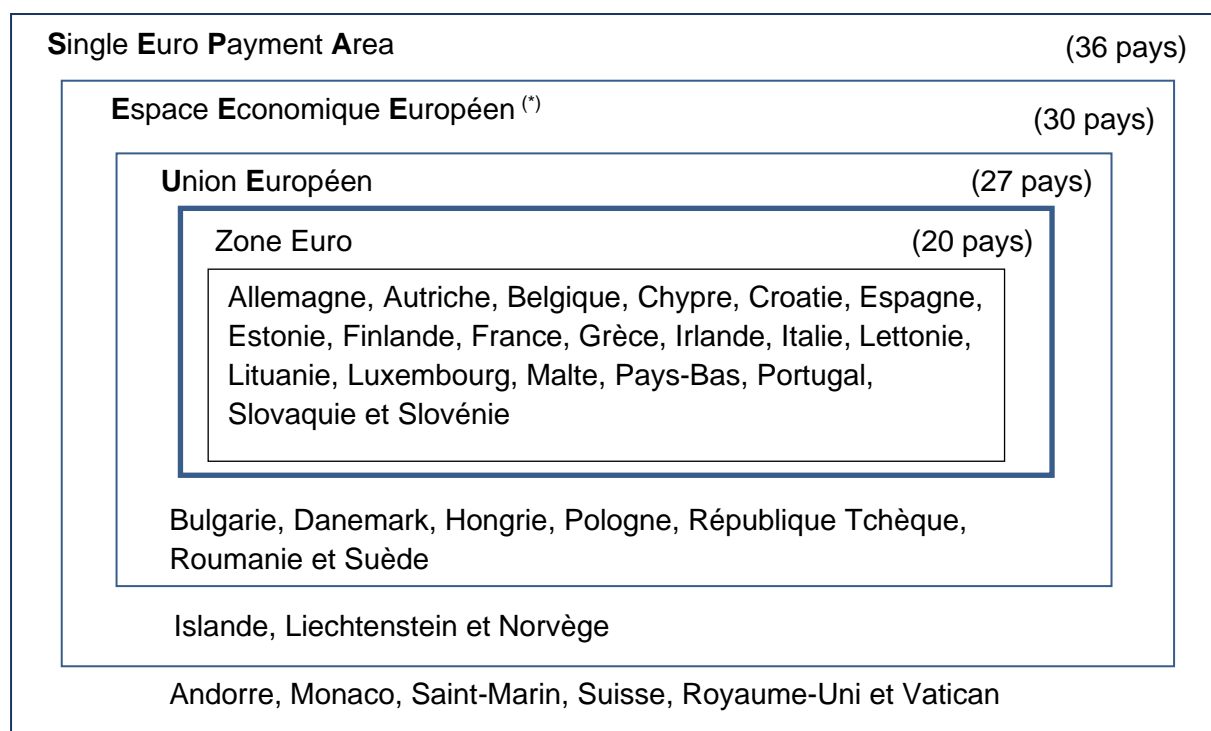 Single Euro Payment Area (36 pays)
Espace Economique Européen (*) (30 pays)
Union Européen (27 pays)
Zone Euro (20 pays)
Allemagne, Autriche, Belgique, Chypre, Croatie, Espagne,
Estonie, Finlande, France, Grèce, Irlande, Italie, Lettonie,
Lituanie, Luxembourg, Malte, Pays-Bas, Portugal,
Slovaquie et Slovénie
Bulgarie, Danemark, Hongrie, Pologne, République Tchèque,
Roumanie et Suède
Islande, Liechtenstein et Norvège
Andorre, Monaco, Saint-Marin, Suisse, Royaume-Uni et Vatican